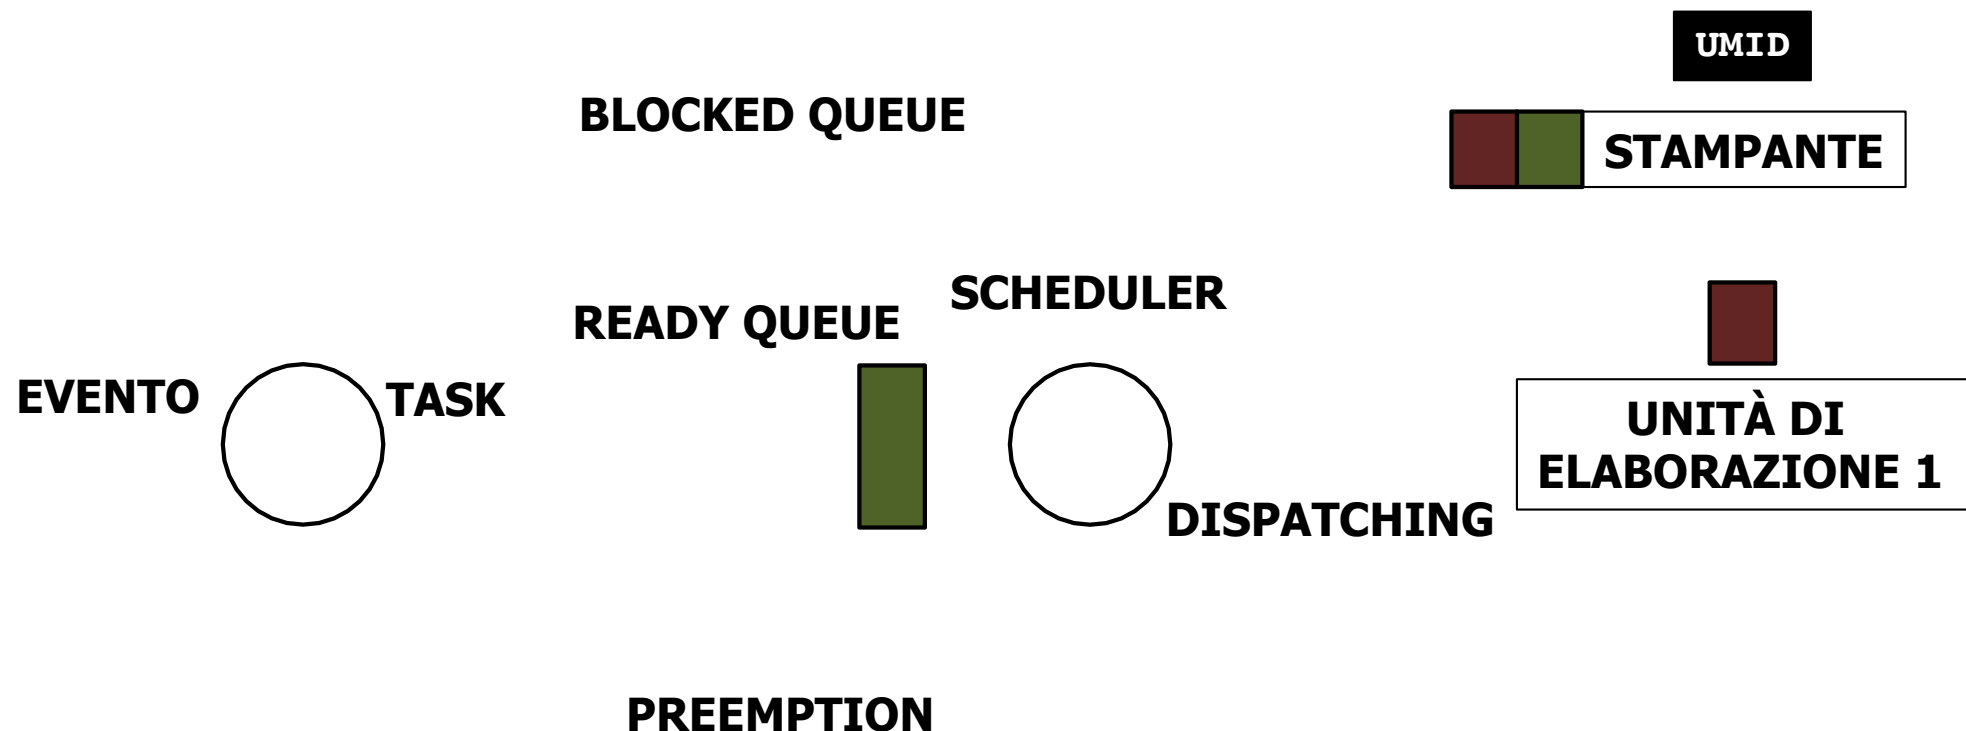 UMID
BLOCKED QUEUE
STAMPANTE
SCHEDULER
READY QUEUE
EVENTO
TASK
UNITÀ DI
ELABORAZIONE 1
DISPATCHING
PREEMPTION